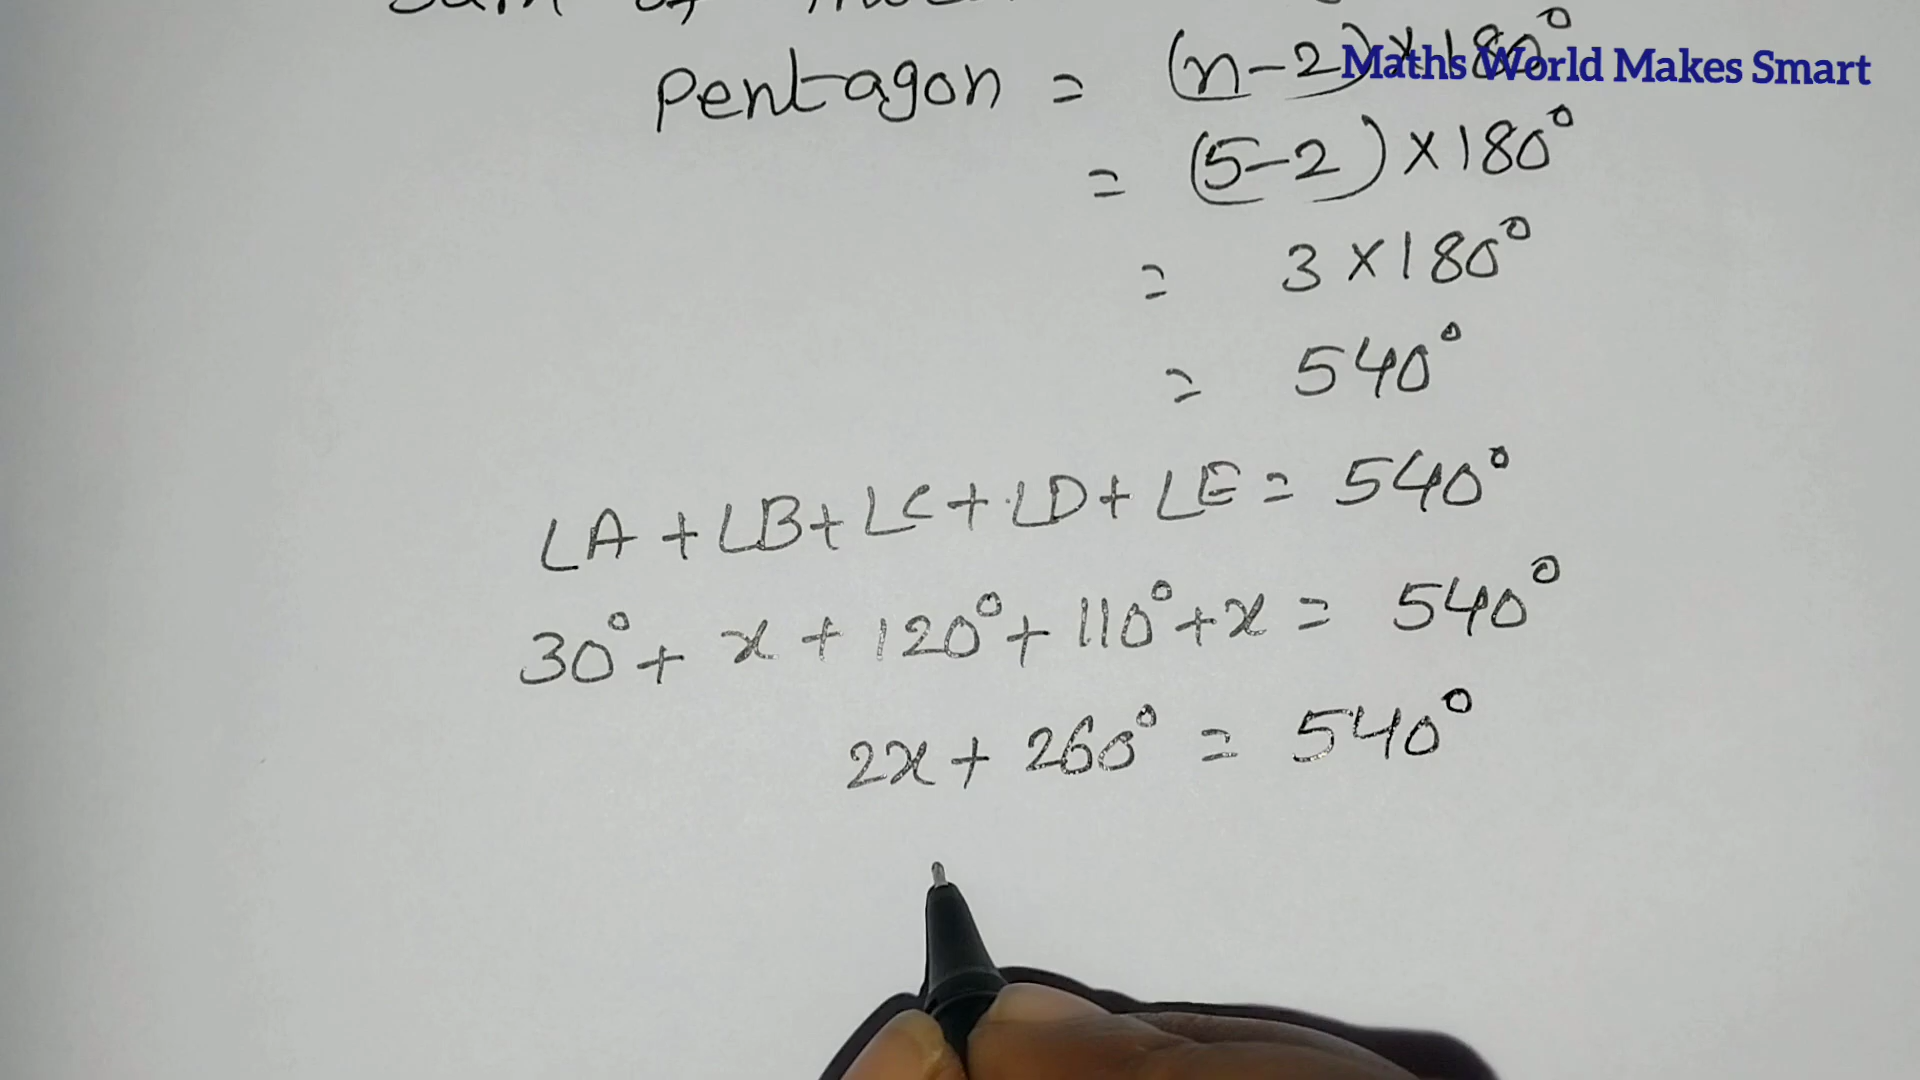 Maths World Makes Smart
pentagon = (n-2)×180°
= (5-2)×180°
= 3×180°
= 540°
∠A+∠B+∠C+∠D+∠E = 540°
30°+x+120°+110°+x = 540°
2x+260° = 540°